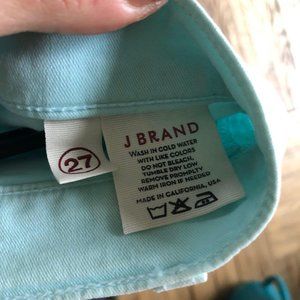 27
J BRAND
WASH IN COLD WATER
WITH LIKE COLORS
DO NOT BLEACH,
TUMBLE DRY LOW
REMOVE PROMPTLY
WARM IRON IF NEEDED
MADE IN CALIFORNIA, USA